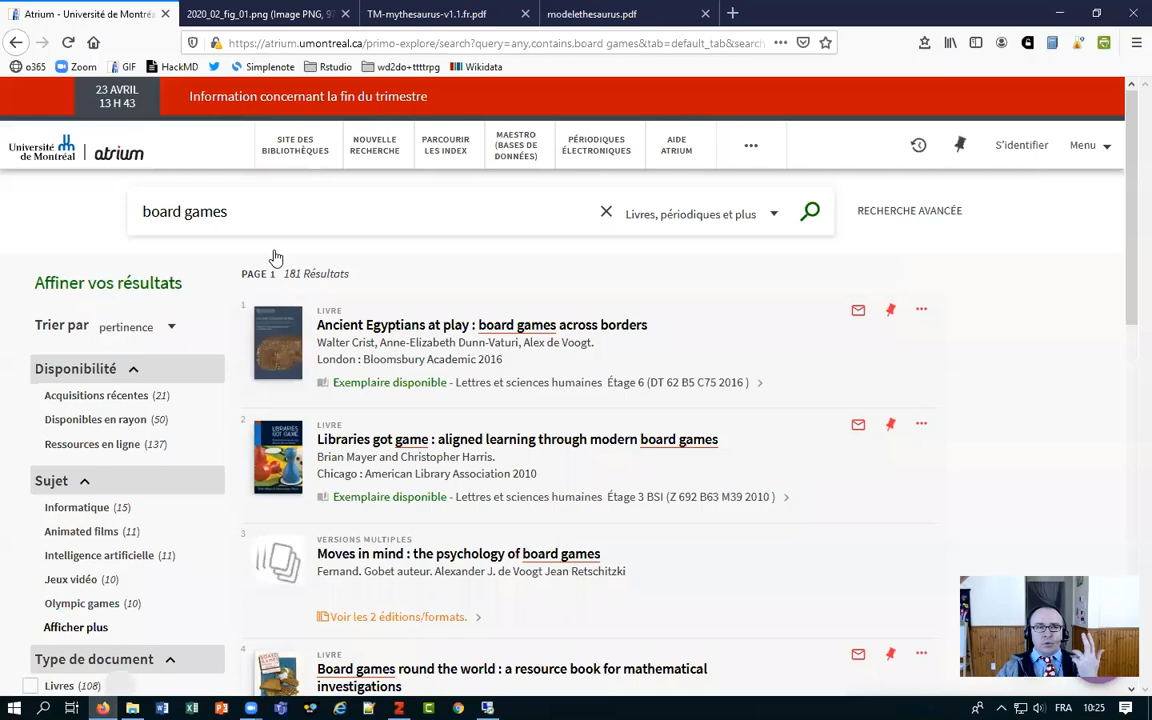 Atrium - Université de Montréa
2020_02_fig_01.png (Image PNG, 97
TM-mythesaurus-v1.1.fr.pdf
modelethesaurus.pdf
https://atrium.umontreal.ca/primo-explore/search?query=any,contains.board games&tab=default_tab&search
o365
Zoom
GIF
HackMD
Simplenote
Rstudio
wd2do+ttttrpg
Wikidata
23 AVRIL
13 H 43
Information concernant la fin du trimestre
Université de Montréal
atrium
SITE DES BIBLIOTHÈQUES
NOUVELLE RECHERCHE
PARCOURIR LES INDEX
MAESTRO (BASES DE DONNÉES)
PÉRIODIQUES ÉLECTRONIQUES
AIDE ATRIUM
S'identifier
Menu
board games
Livres, périodiques et plus
RECHERCHE AVANCÉE
PAGE 1 181 Résultats
Affiner vos résultats
Trier par pertinence
Disponibilité
Acquisitions récentes (21)
Disponibles en rayon (50)
Ressources en ligne (137)
Sujet
Informatique (15)
Animated films (11)
Intelligence artificielle (11)
Jeux vidéo (10)
Olympic games (10)
Afficher plus
Type de document
Livres (108)
1
LIVRE
Ancient Egyptians at play : board games across borders
Walter Crist, Anne-Elizabeth Dunn-Vaturi, Alex de Voogt.
London : Bloomsbury Academic 2016
Exemplaire disponible - Lettres et sciences humaines Étage 6 (DT 62 B5 C75 2016 )
2
LIVRE
Libraries got game : aligned learning through modern board games
Brian Mayer and Christopher Harris.
Chicago : American Library Association 2010
Exemplaire disponible - Lettres et sciences humaines Étage 3 BSI (Z 692 B63 M39 2010 )
3
VERSIONS MULTIPLES
Moves in mind : the psychology of board games
Fernand. Gobet auteur. Alexander J. de Voogt Jean Retschitzki
Voir les 2 éditions/formats.
4
LIVRE
Board games round the world : a resource book for mathematical
investigations
FRA
10:25